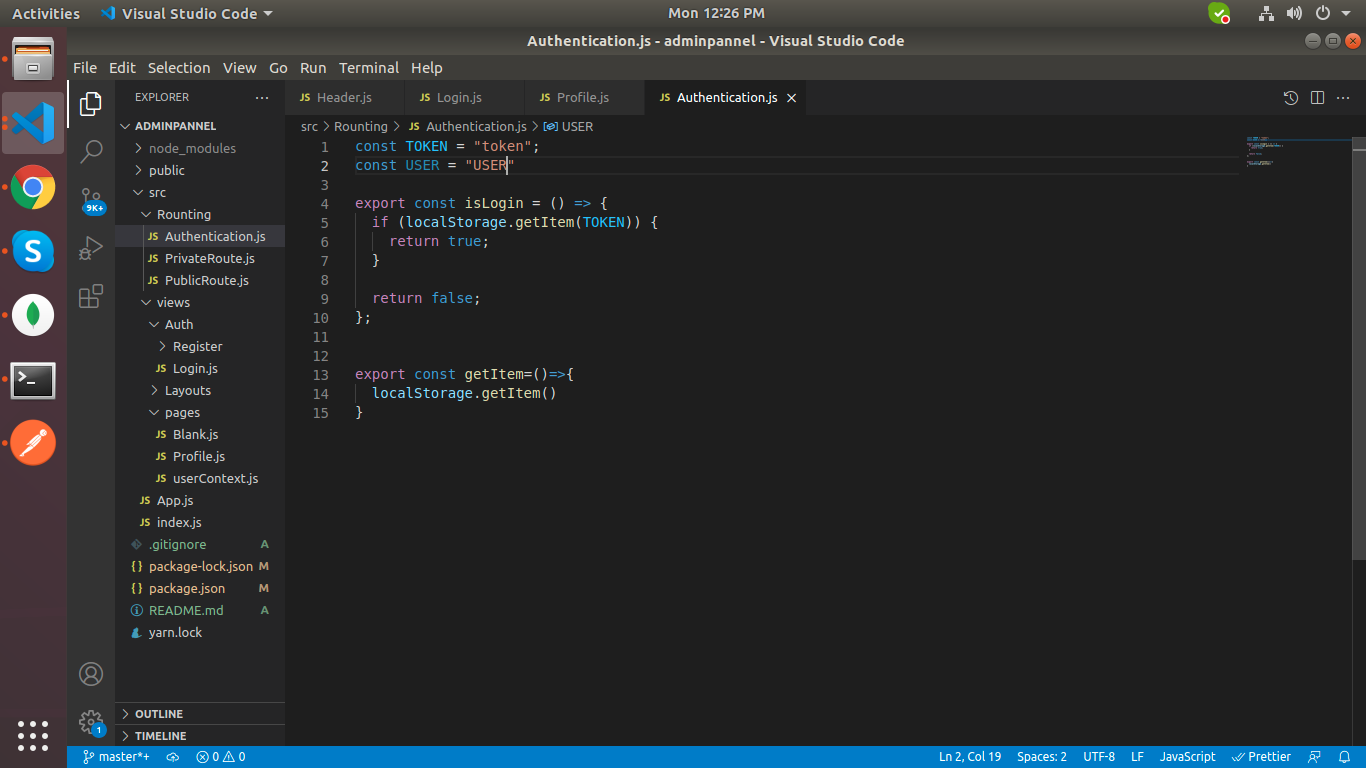 Activities Visual Studio Code Mon 12:26 PM
Authentication.js - adminpannel - Visual Studio Code
File Edit Selection View Go Run Terminal Help
EXPLORER ···
ADMINPANNEL
node_modules
public
src
Rounting
JS Authentication.js
JS PrivateRoute.js
JS PublicRoute.js
views
Auth
Register
JS Login.js
Layouts
pages
JS Blank.js
JS Profile.js
JS userContext.js
JS App.js
JS index.js
.gitignore A
{} package-lock.json M
{} package.json M
README.md A
yarn.lock
OUTLINE
TIMELINE
9K+
1
JS Header.js JS Login.js JS Profile.js JS Authentication.js ×
src > Rounting > JS Authentication.js > USER
1 const TOKEN = "token";
2 const USER = "USER"
3
4 export const isLogin = () => {
5 if (localStorage.getItem(TOKEN)) {
6 return true;
7 }
8
9 return false;
10 };
11
12
13 export const getItem=()=>{
14 localStorage.getItem()
15 }
master*+ 0 0 Ln 2, Col 19 Spaces: 2 UTF-8 LF JavaScript Prettier